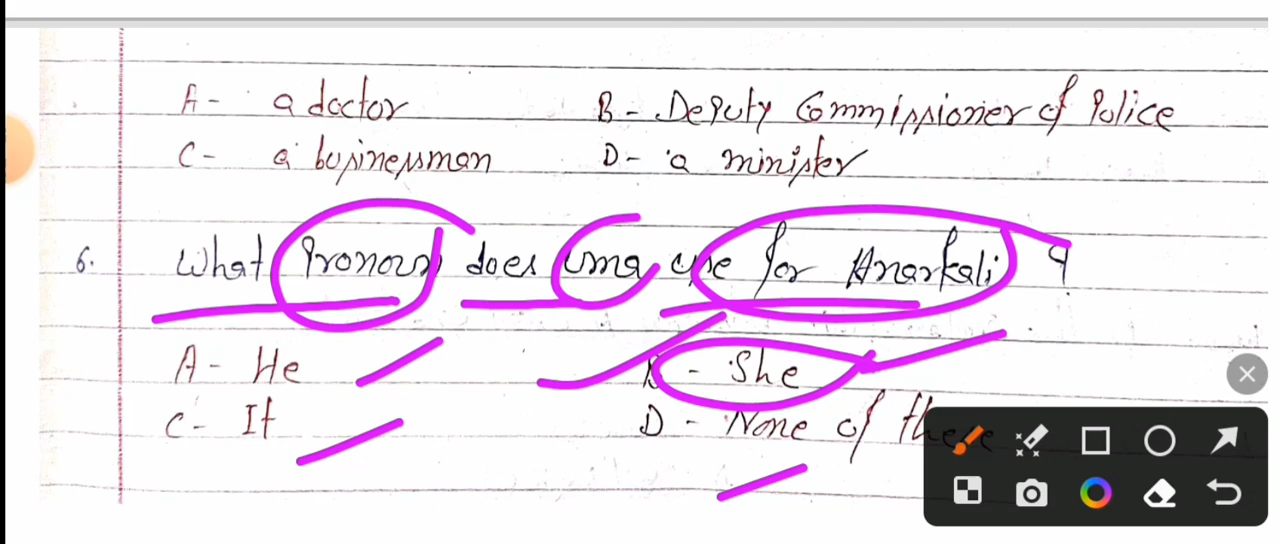 A- a doctor B- Deputy Commissioner of Police
C- a businessman D- a minister
6. What Pronoun does Uma use for Anarkali ?
A- He B- She
C- It D- None of these